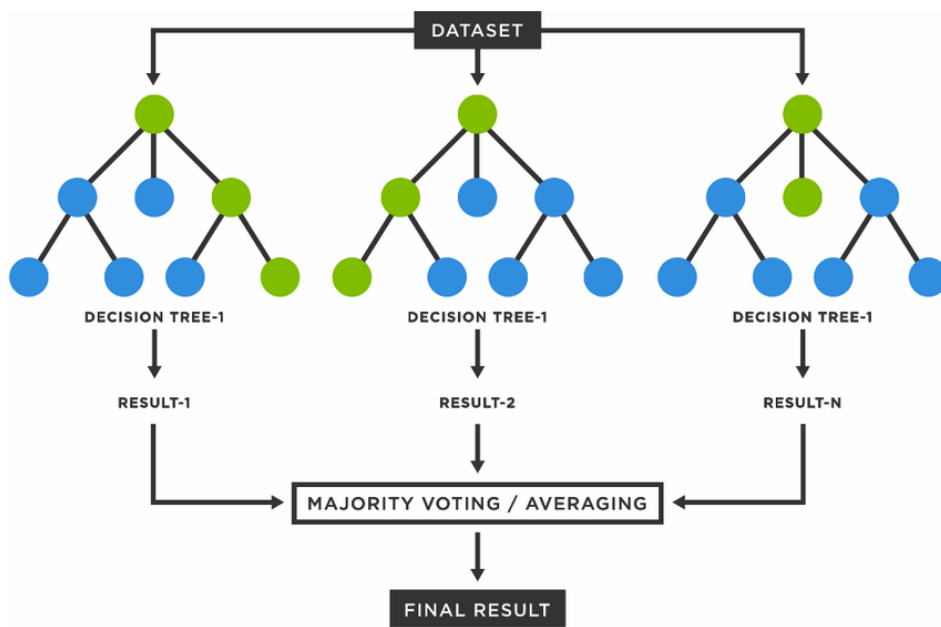 DATASET
DECISION TREE-1
DECISION TREE-1
DECISION TREE-1
RESULT-1
RESULT-2
RESULT-N
MAJORITY VOTING / AVERAGING
FINAL RESULT